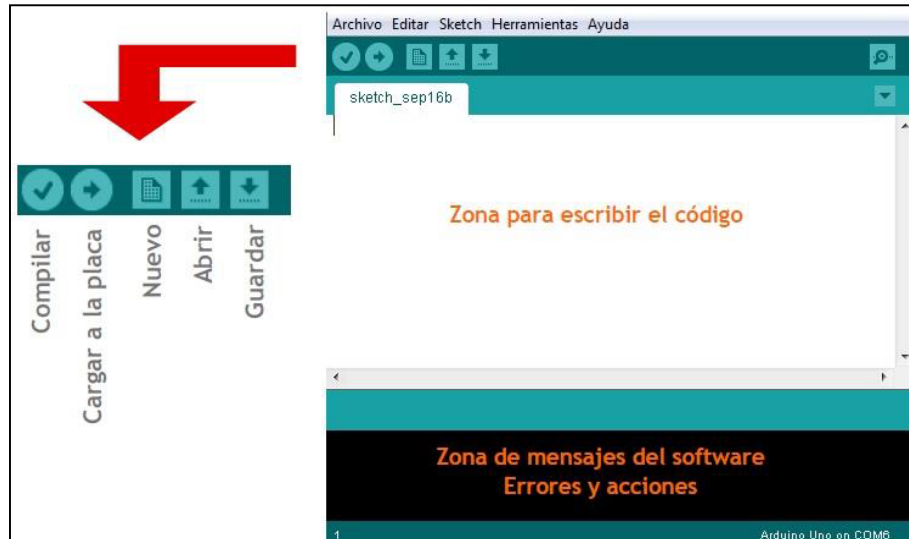 Archivo Editar Sketch Herramientas Ayuda
sketch_sep16b
Zona para escribir el código
Compilar
Cargar a la placa
Nuevo
Abrir
Guardar
Zona de mensajes del software
Errores y acciones
1
Arduino Uno on COM6